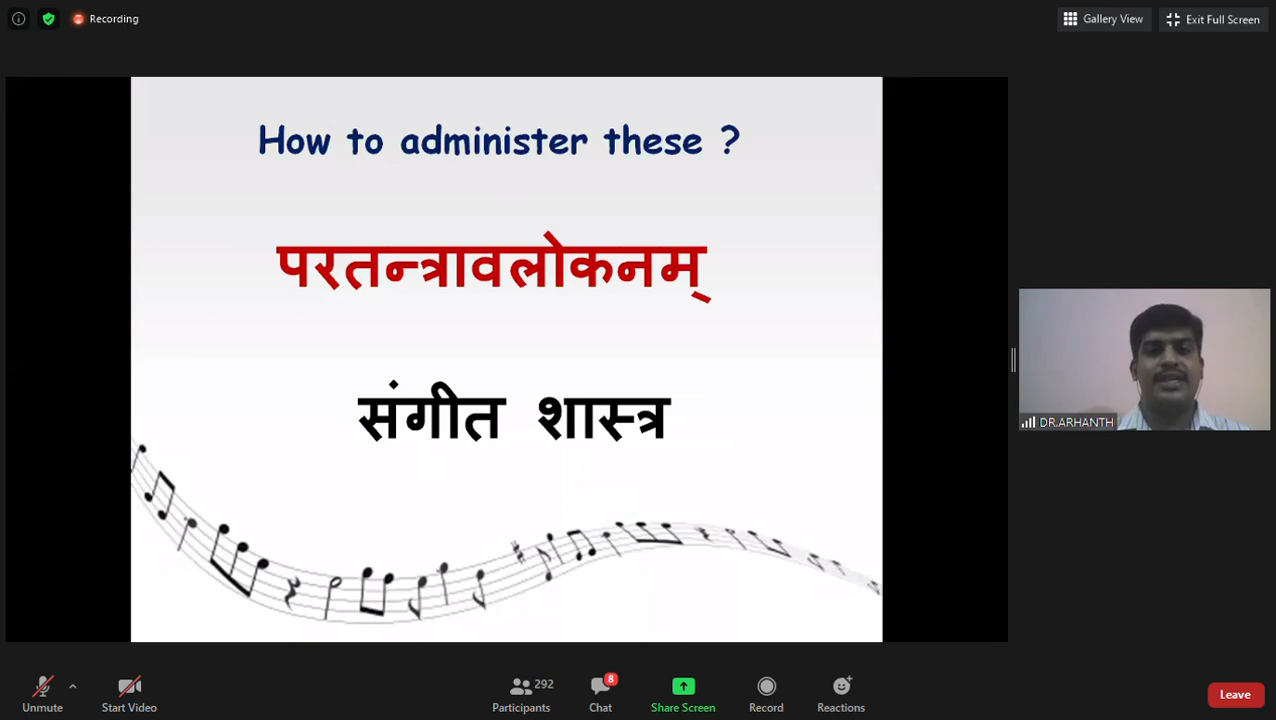 Recording
Gallery View
Exit Full Screen
How to administer these ?
परतन्त्रावलोकनम्
संगीत शास्त्र
DR.ARHANTH
Unmute
Start Video
292
Participants
8
Chat
Share Screen
Record
Reactions
Leave